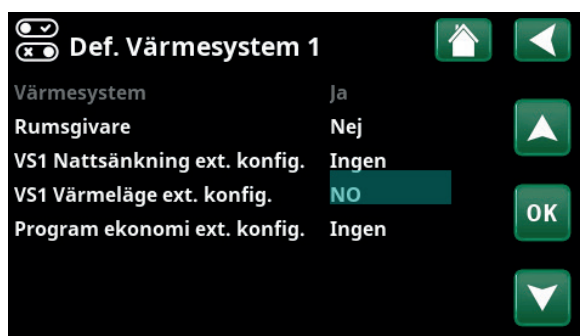 Def. Värmesystem 1
Värmesystem Ja
Rumsgivare Nej
VS1 Nattsänkning ext. konfig. Ingen
VS1 Värmeläge ext. konfig. NO
OK
Program ekonomi ext. konfig. Ingen